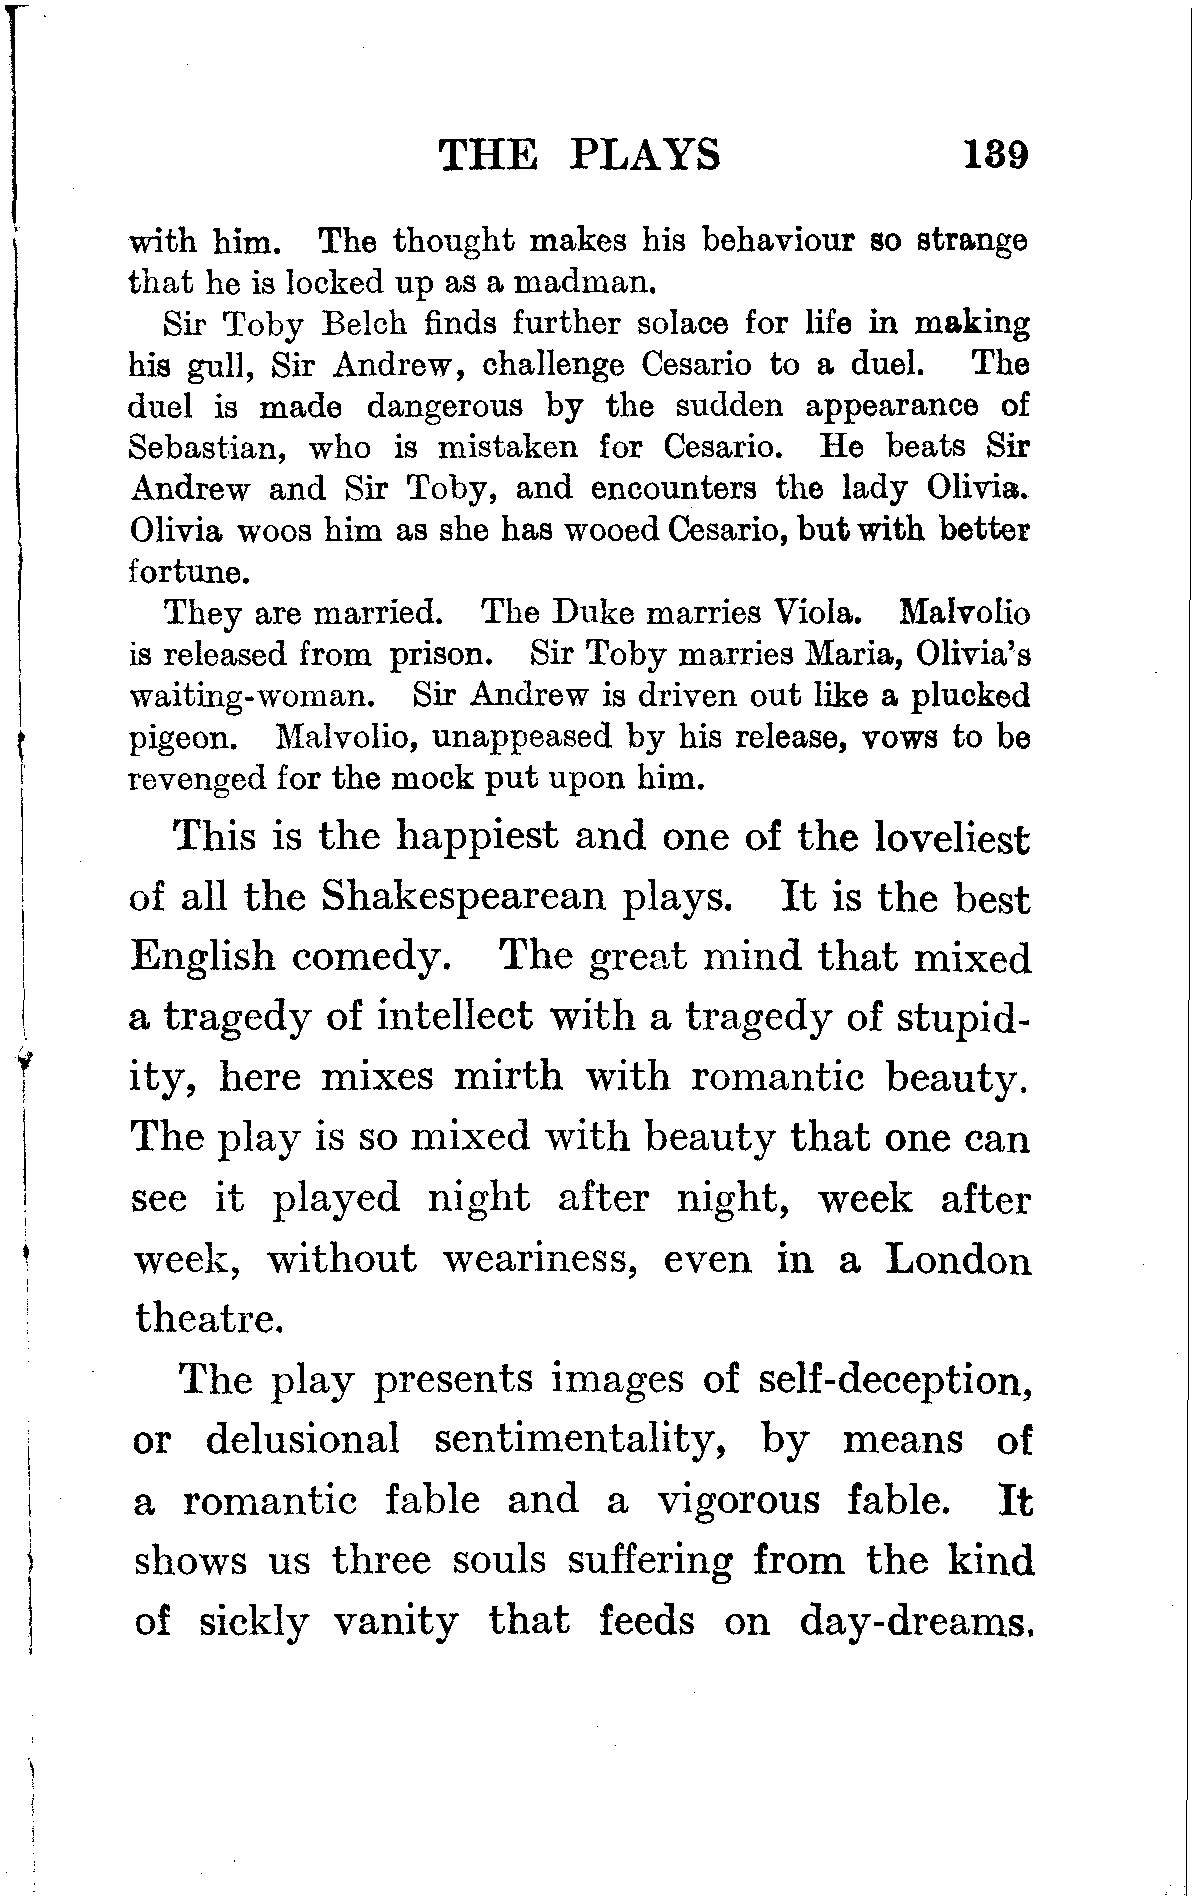 THE PLAYS 139
with him. The thought makes his behaviour so strange
that he is locked up as a madman.
Sir Toby Belch finds further solace for life in making
his gull, Sir Andrew, challenge Cesario to a duel. The
duel is made dangerous by the sudden appearance of
Sebastian, who is mistaken for Cesario. He beats Sir
Andrew and Sir Toby, and encounters the lady Olivia.
Olivia woos him as she has wooed Cesario, but with better
fortune.
They are married. The Duke marries Viola. Malvolio
is released from prison. Sir Toby marries Maria, Olivia's
waiting-woman. Sir Andrew is driven out like a plucked
pigeon. Malvolio, unappeased by his release, vows to be
revenged for the mock put upon him.
This is the happiest and one of the loveliest
of all the Shakespearean plays. It is the best
English comedy. The great mind that mixed
a tragedy of intellect with a tragedy of stupid-
ity, here mixes mirth with romantic beauty.
The play is so mixed with beauty that one can
see it played night after night, week after
week, without weariness, even in a London
theatre.
The play presents images of self-deception,
or delusional sentimentality, by means of
a romantic fable and a vigorous fable. It
shows us three souls suffering from the kind
of sickly vanity that feeds on day-dreams.